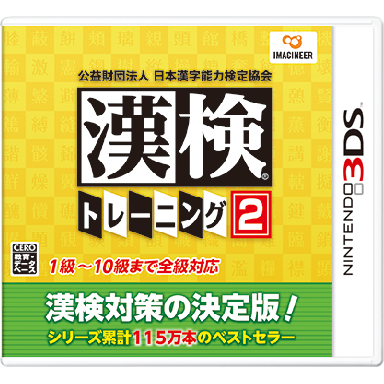 IMAGINEER
公益財団法人 日本漢字能力検定協会
漢検®
トレーニング2
CERO
教育・データベース
1級〜10級まで全級対応
漢検対策の決定版!
シリーズ累計115万本のベストセラー
NINTENDO 3DS